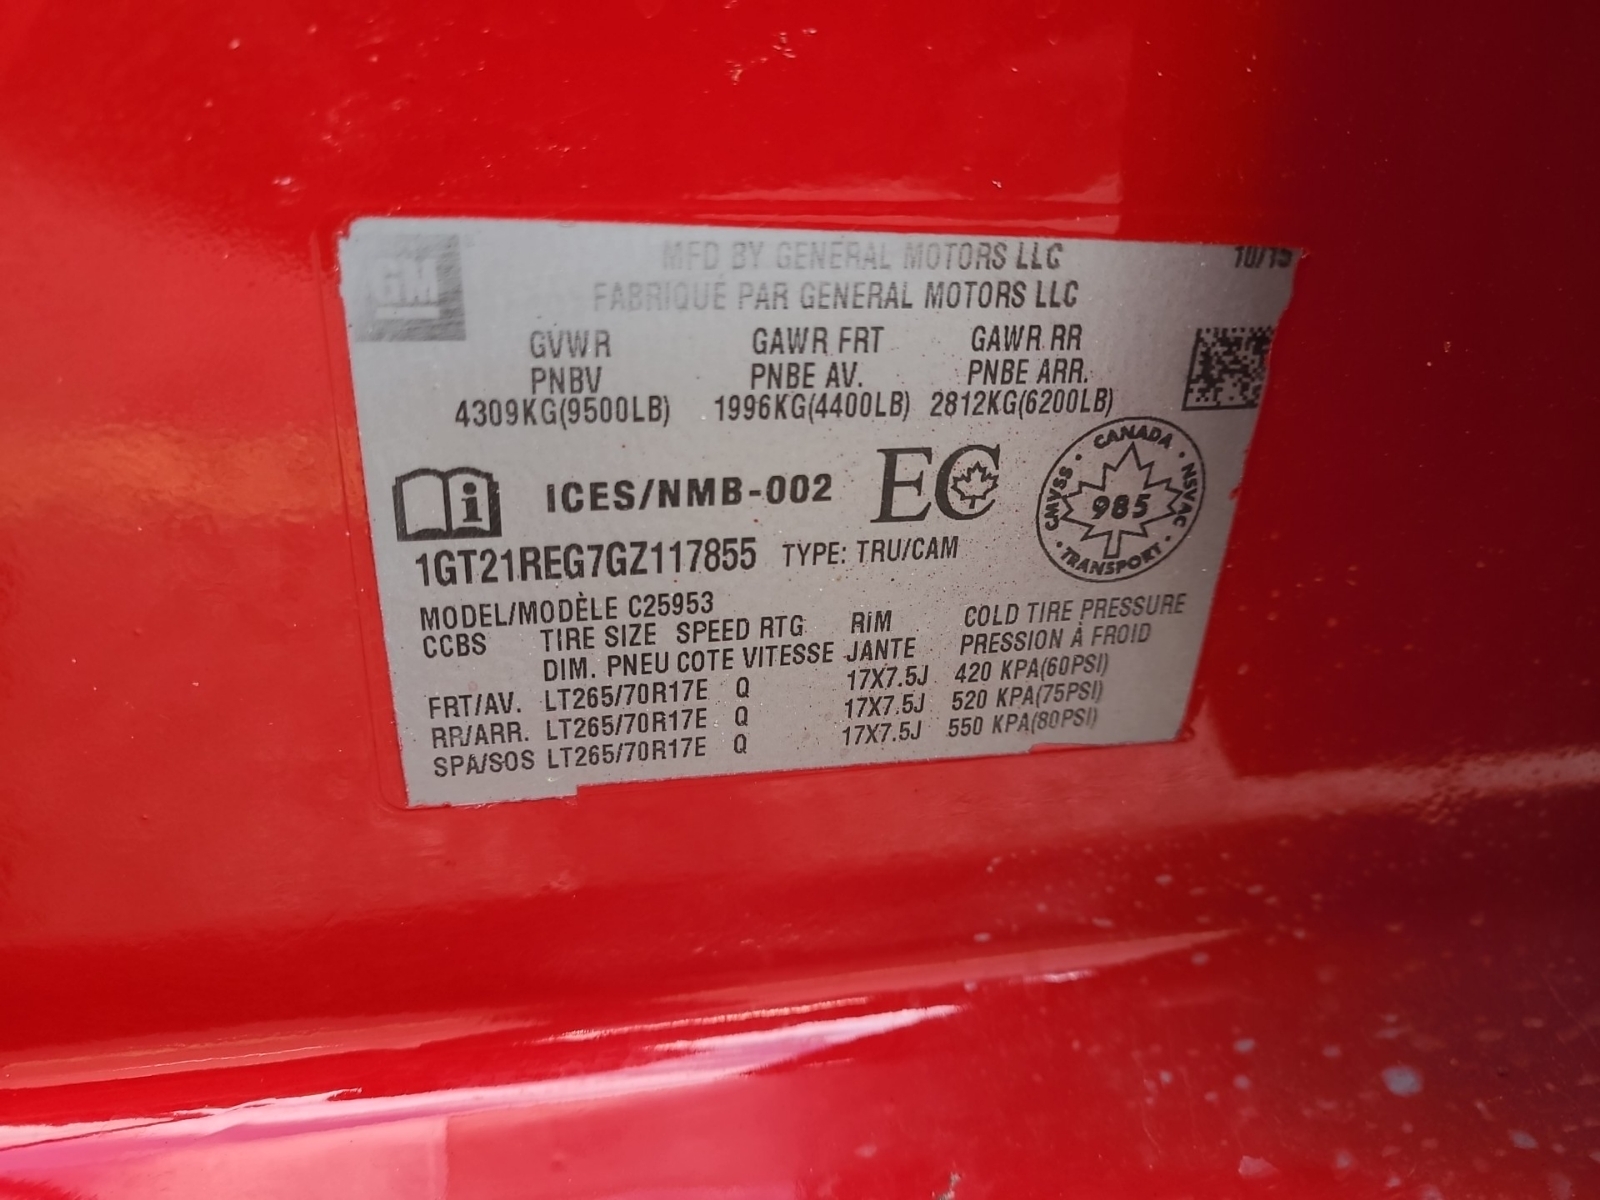 GM
MFD BY GENERAL MOTORS LLC 10/15
FABRIQUÉ PAR GENERAL MOTORS LLC
GVWR GAWR FRT GAWR RR
PNBV PNBE AV. PNBE ARR.
4309KG(9500LB) 1996KG(4400LB) 2812KG(6200LB)
i ICES/NMB-002 EC
CANADA
CMVSS 985 NSVAC
TRANSPORT
1GT21REG7GZ117855 TYPE: TRU/CAM
MODEL/MODÈLE C25953
CCBS TIRE SIZE SPEED RTG RIM COLD TIRE PRESSURE
DIM. PNEU COTE VITESSE JANTE PRESSION À FROID
FRT/AV. LT265/70R17E Q 17X7.5J 420 KPA(60PSI)
RR/ARR. LT265/70R17E Q 17X7.5J 520 KPA(75PSI)
SPA/SOS LT265/70R17E Q 17X7.5J 550 KPA(80PSI)